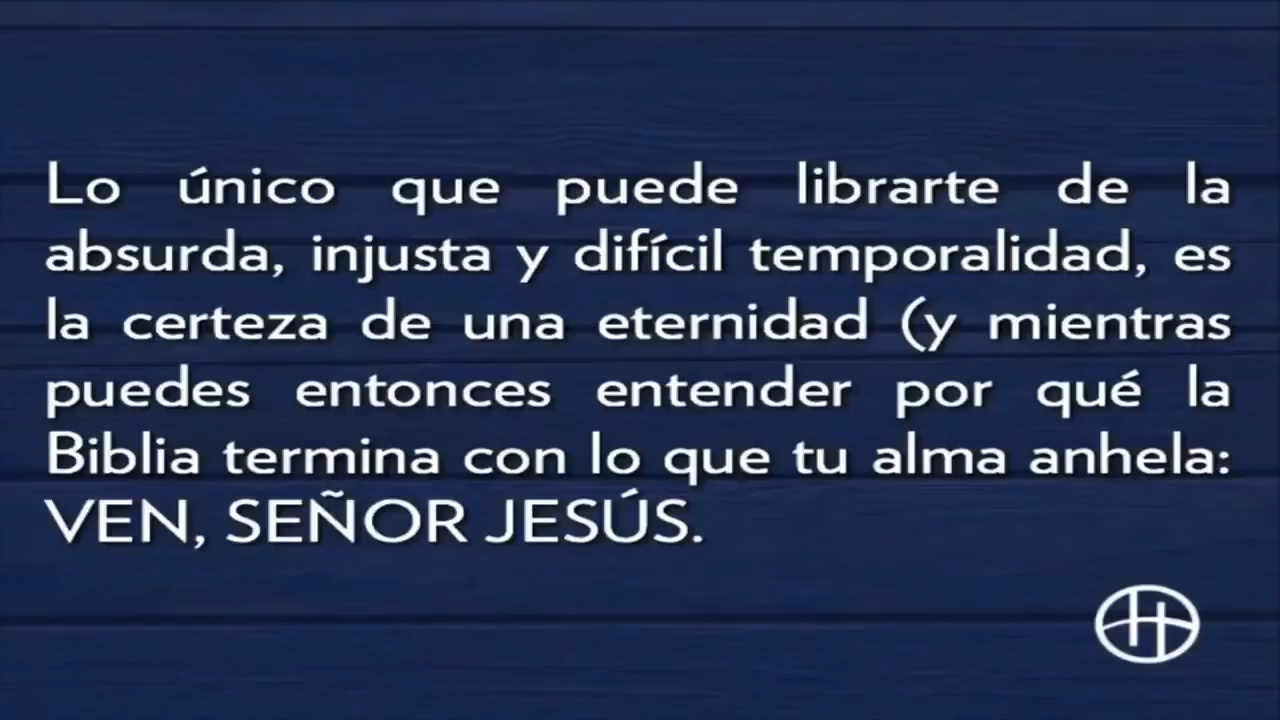 Lo único que puede librarte de la
absurda, injusta y difícil temporalidad, es
la certeza de una eternidad (y mientras
puedes entonces entender por qué la
Biblia termina con lo que tu alma anhela:
VEN, SEÑOR JESÚS.